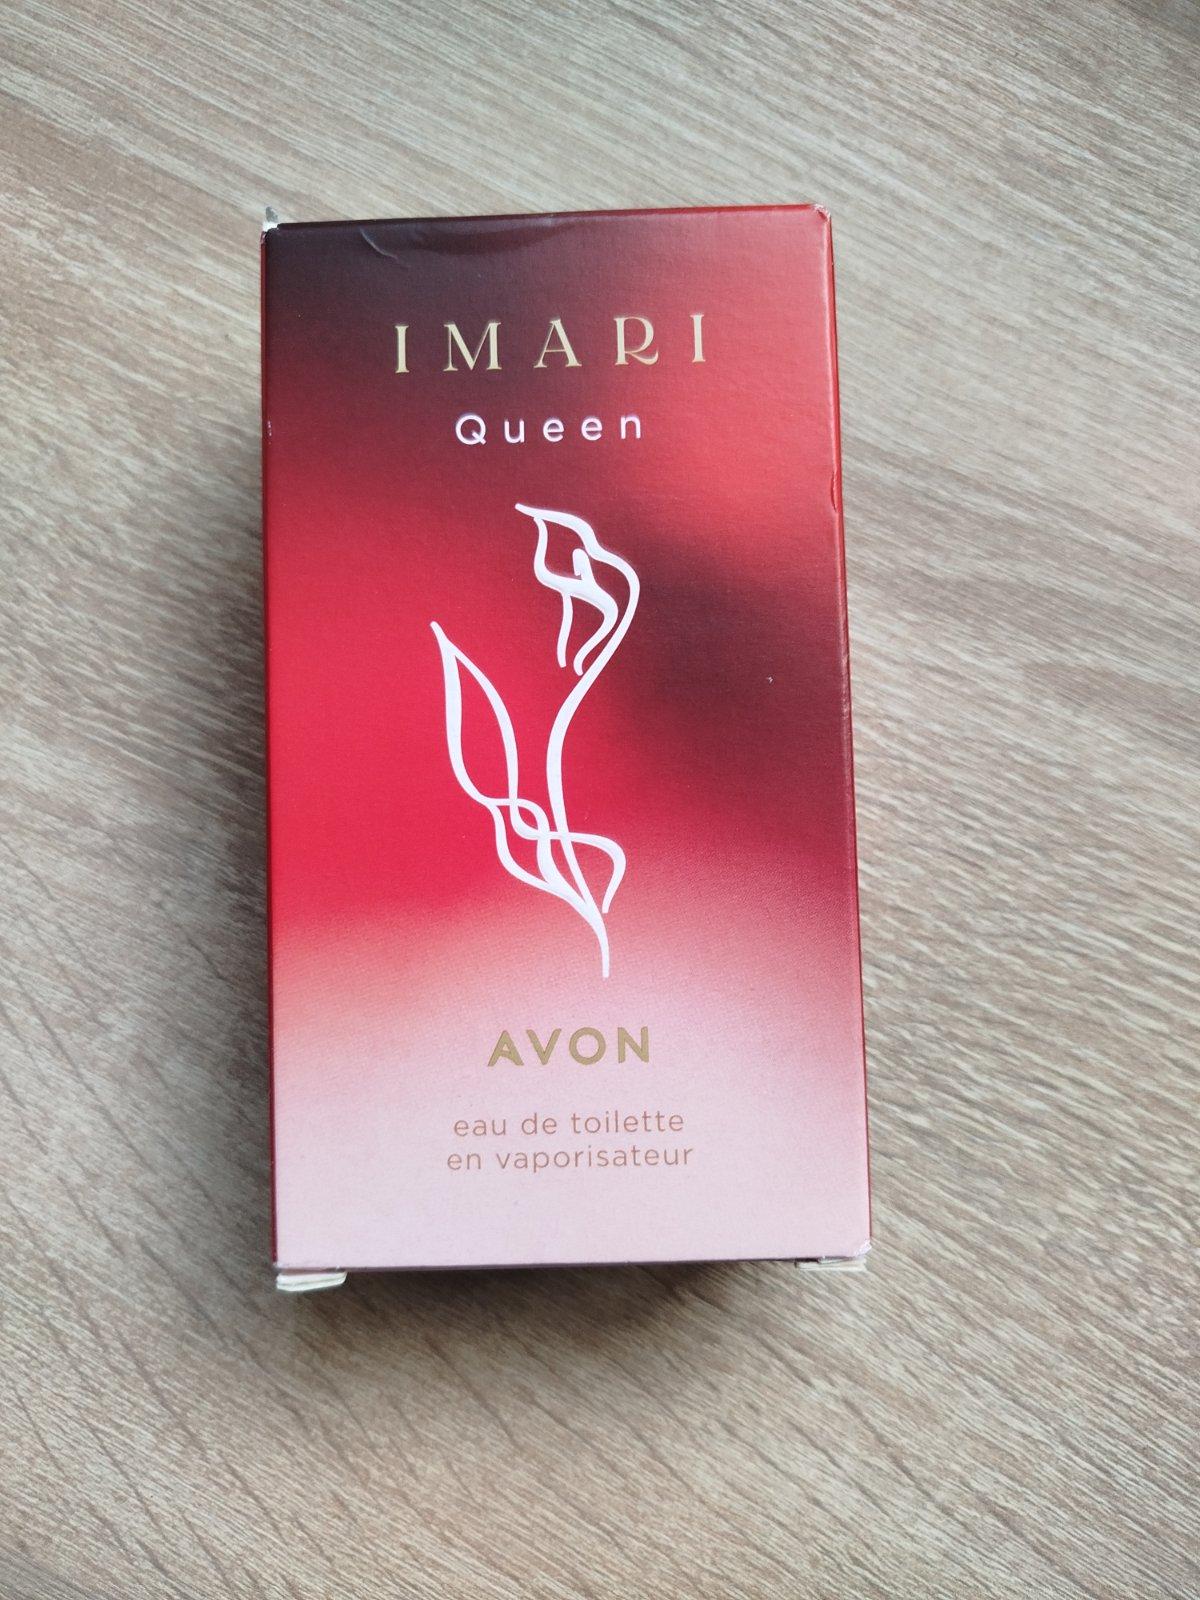 IMARI
Queen
AVON
eau de toilette
en vaporisateur